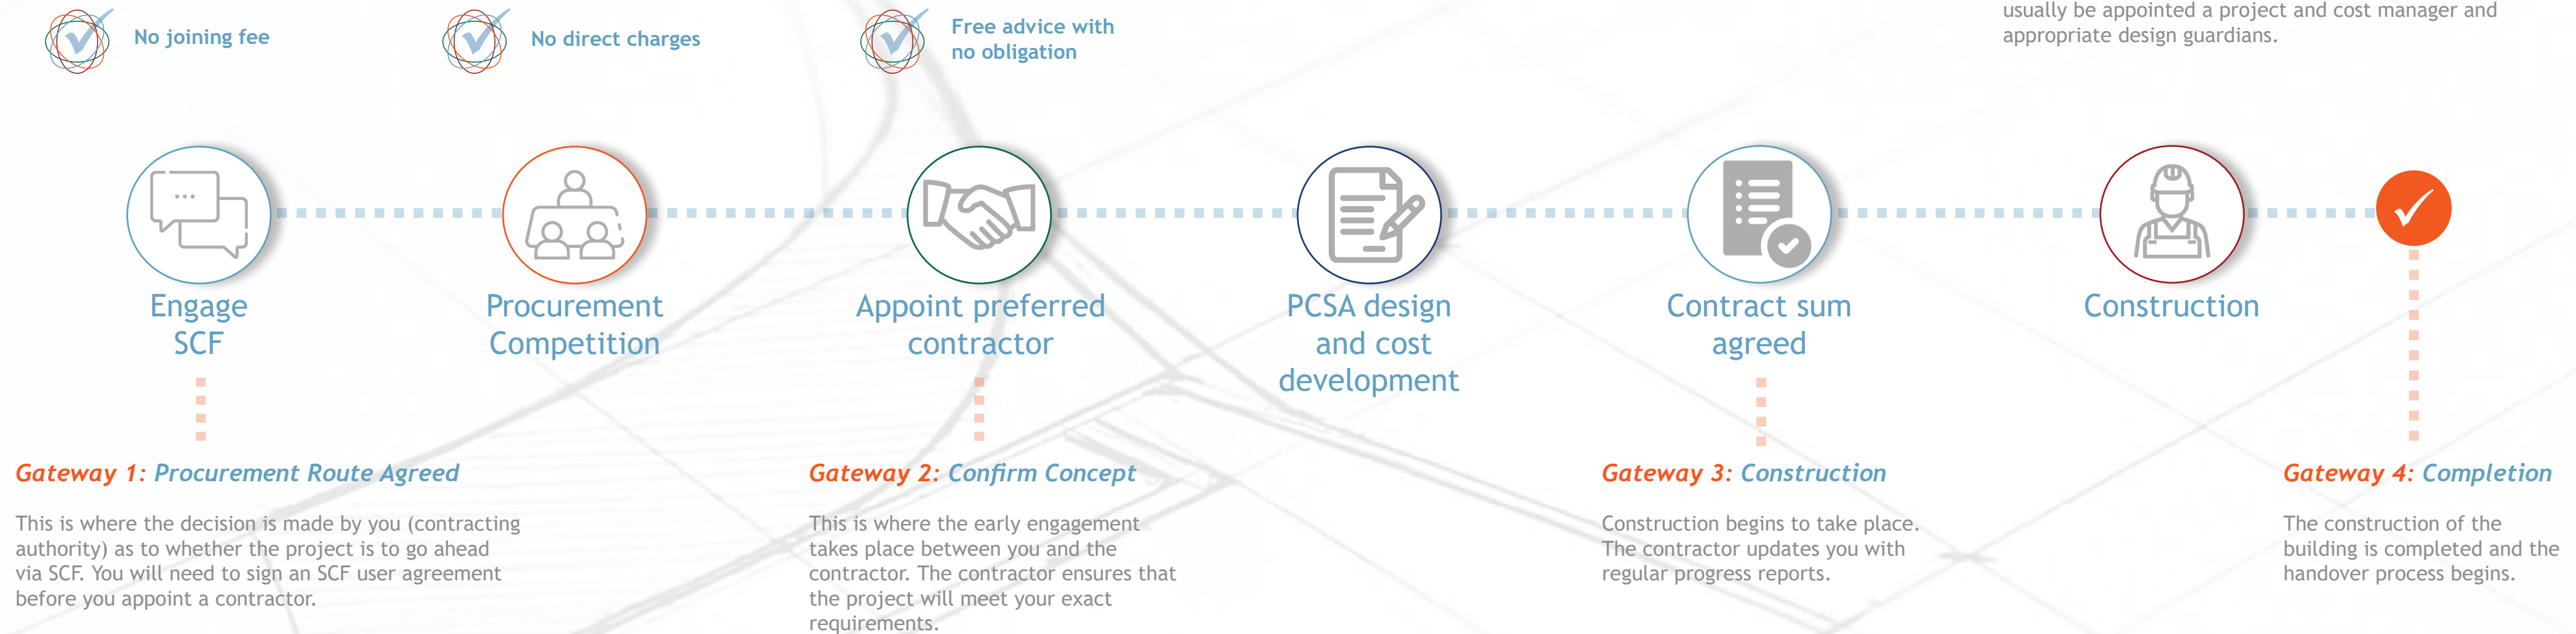 No joining fee
No direct charges
Free advice with
no obligation
usually be appointed a project and cost manager and
appropriate design guardians.
Engage
SCF
Procurement
Competition
Appoint preferred
contractor
PCSA design
and cost
development
Contract sum
agreed
Construction
Gateway 1: Procurement Route Agreed
This is where the decision is made by you (contracting
authority) as to whether the project is to go ahead
via SCF. You will need to sign an SCF user agreement
before you appoint a contractor.
Gateway 2: Confirm Concept
This is where the early engagement
takes place between you and the
contractor. The contractor ensures that
the project will meet your exact
requirements.
Gateway 3: Construction
Construction begins to take place.
The contractor updates you with
regular progress reports.
Gateway 4: Completion
The construction of the
building is completed and the
handover process begins.